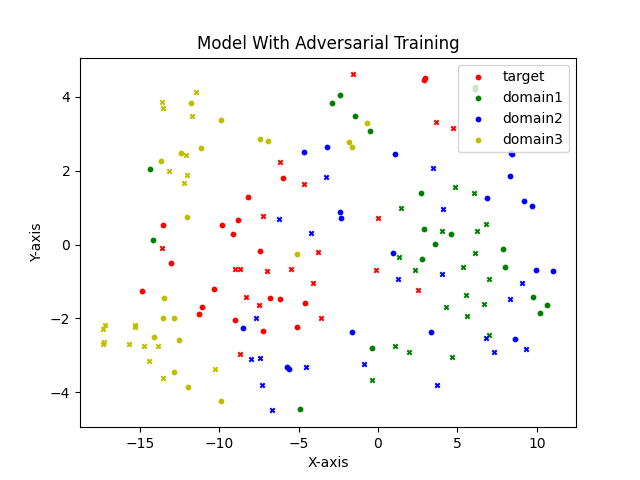 Model With Adversarial Training
target
domain1
domain2
domain3
4
2
0
−2
−4
Y-axis
−15
−10
−5
0
5
10
X-axis